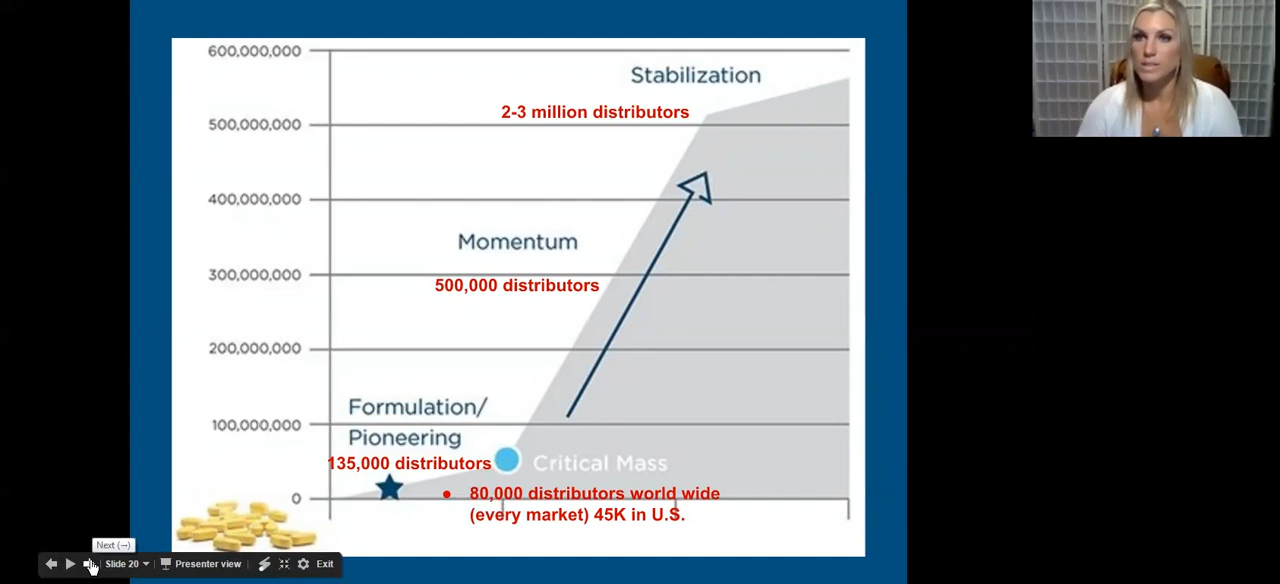 600,000,000
Stabilization
2-3 million distributors
500,000,000
400,000,000
Momentum
300,000,000
500,000 distributors
200,000,000
Formulation/
Pioneering
100,000,000
135,000 distributors
Critical Mass
0
• 80,000 distributors world wide
(every market) 45K in U.S.
Next (→)
Slide 20
Presenter view
Exit